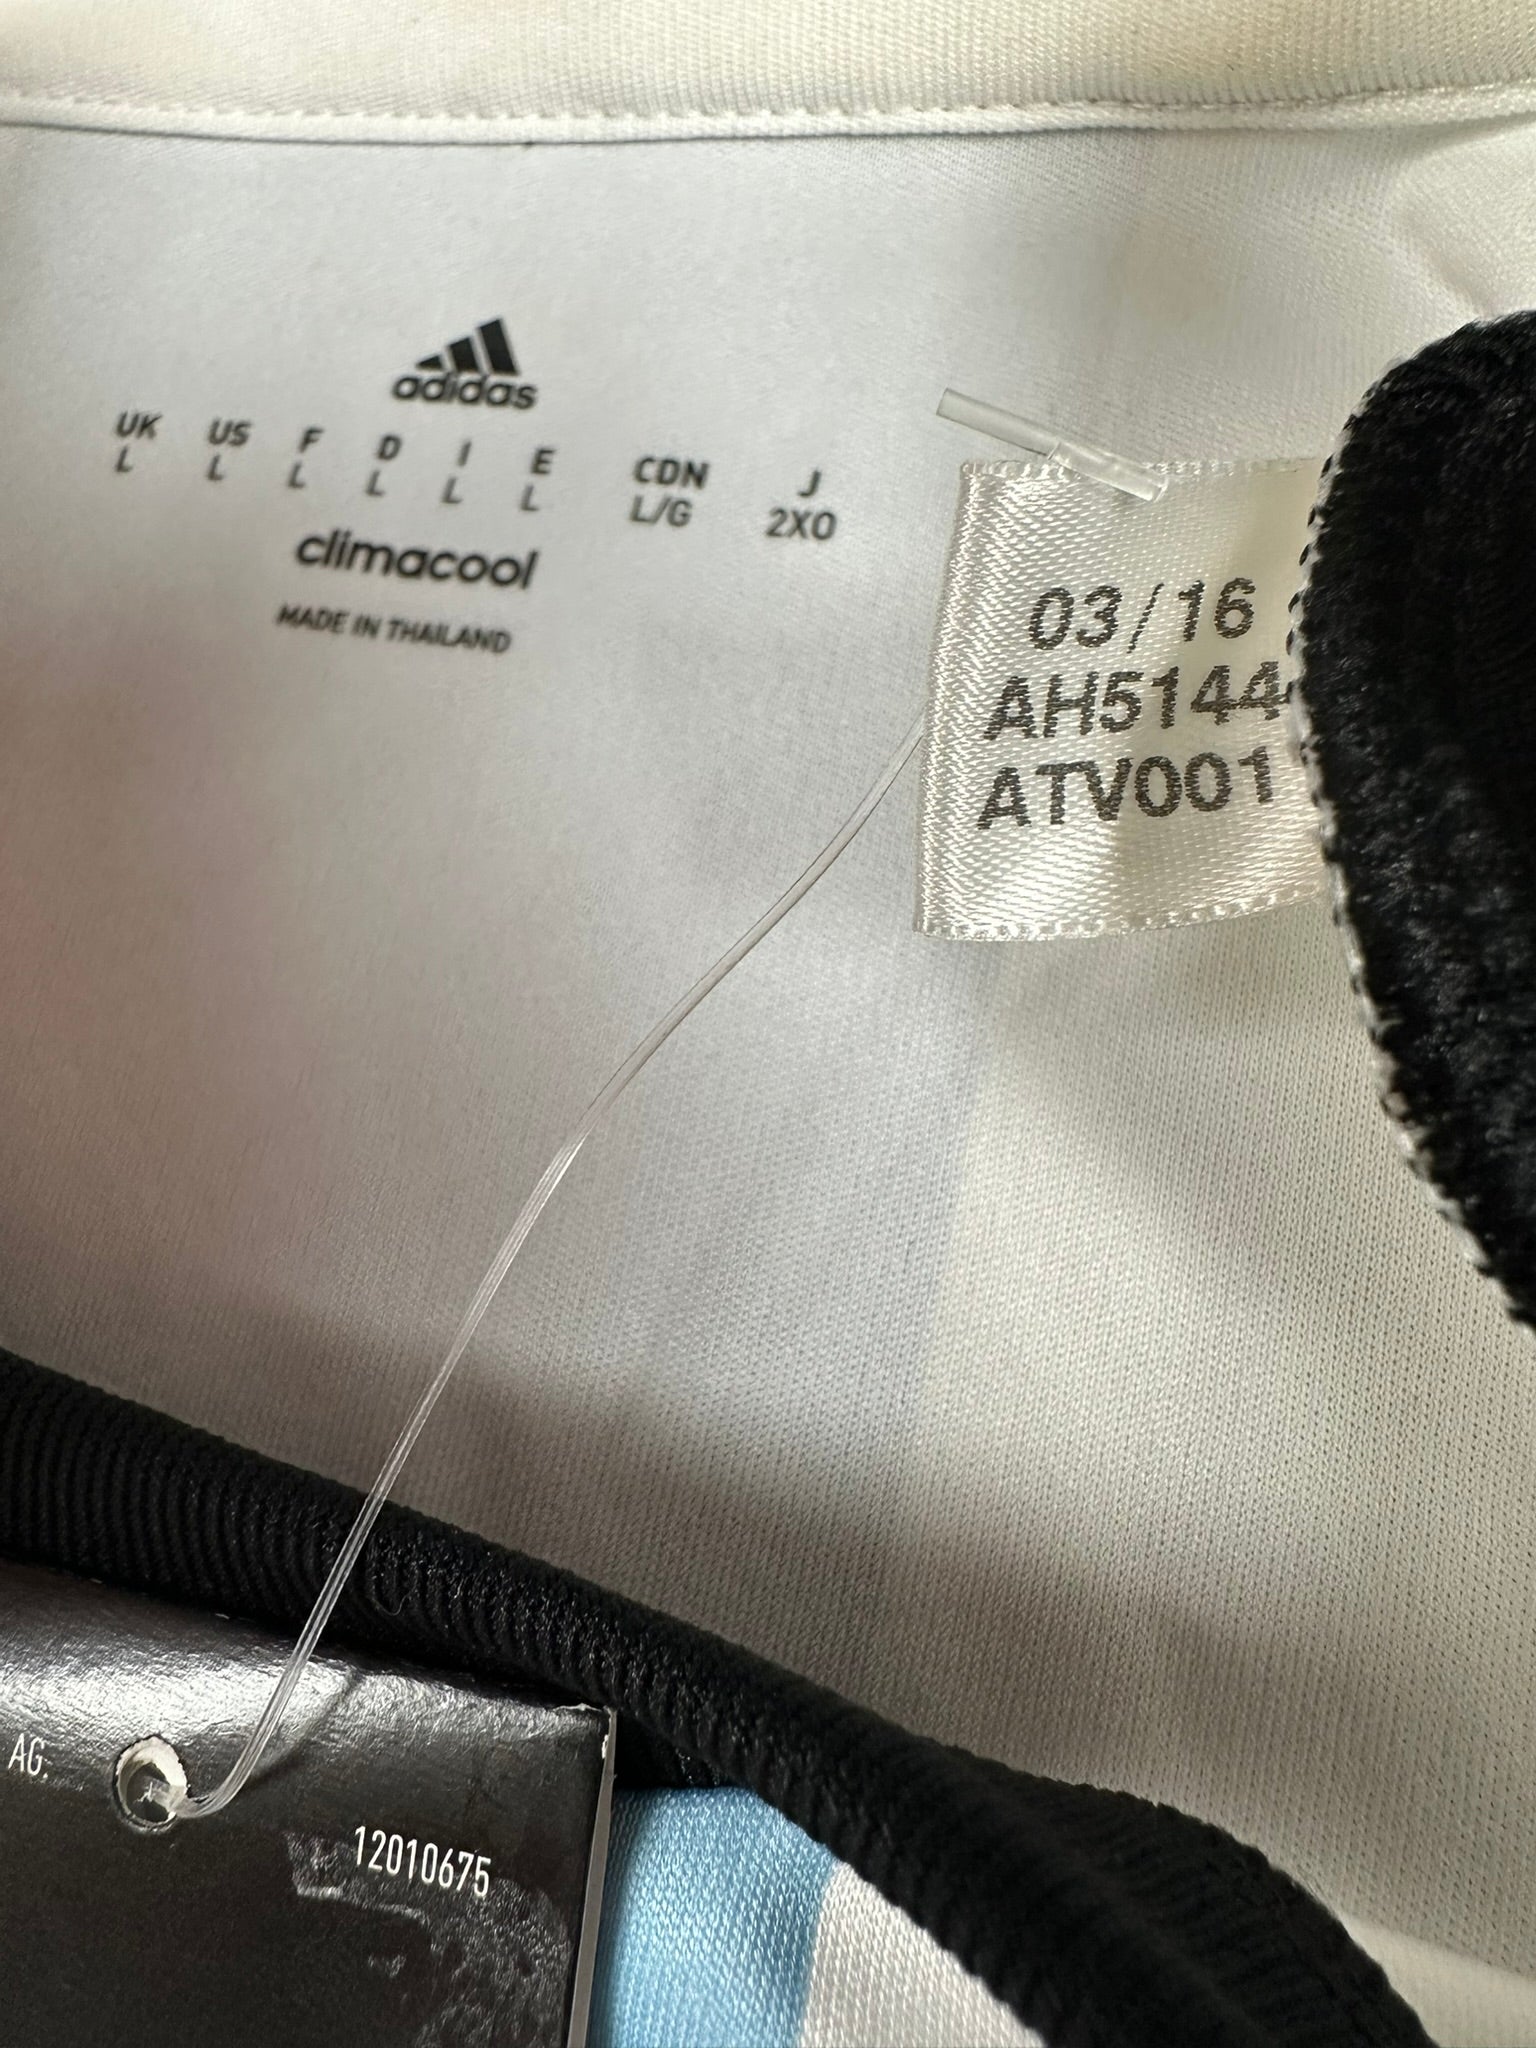 adidas
UK US F D I E CDN J
L L L L L L L/G 2XO
climacool
MADE IN THAILAND
03/16
AH5144
ATV001
AG.
12010675